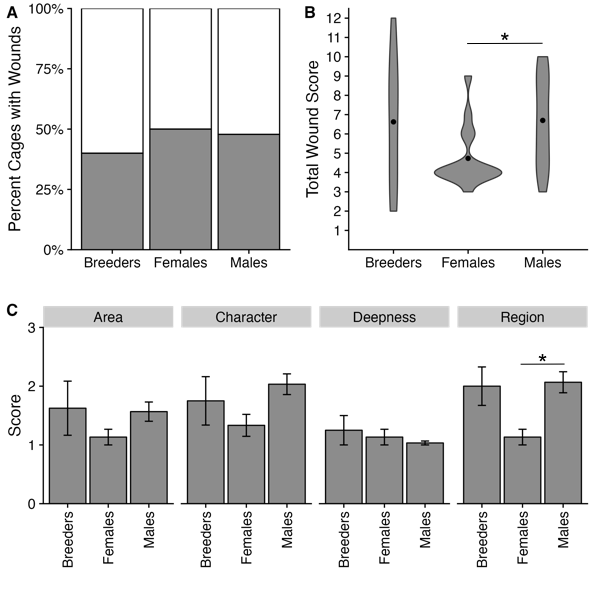 A
Percent Cages with Wounds
100%
75%
50%
25%
0%
Breeders Females Males
B
Total Wound Score
12
11
10
9
8
7
6
5
4
3
2
1
*
Breeders Females Males
C
Area Character Deepness Region
Score
3
2
1
0
*
Breeders Females Males Breeders Females Males Breeders Females Males Breeders Females Males